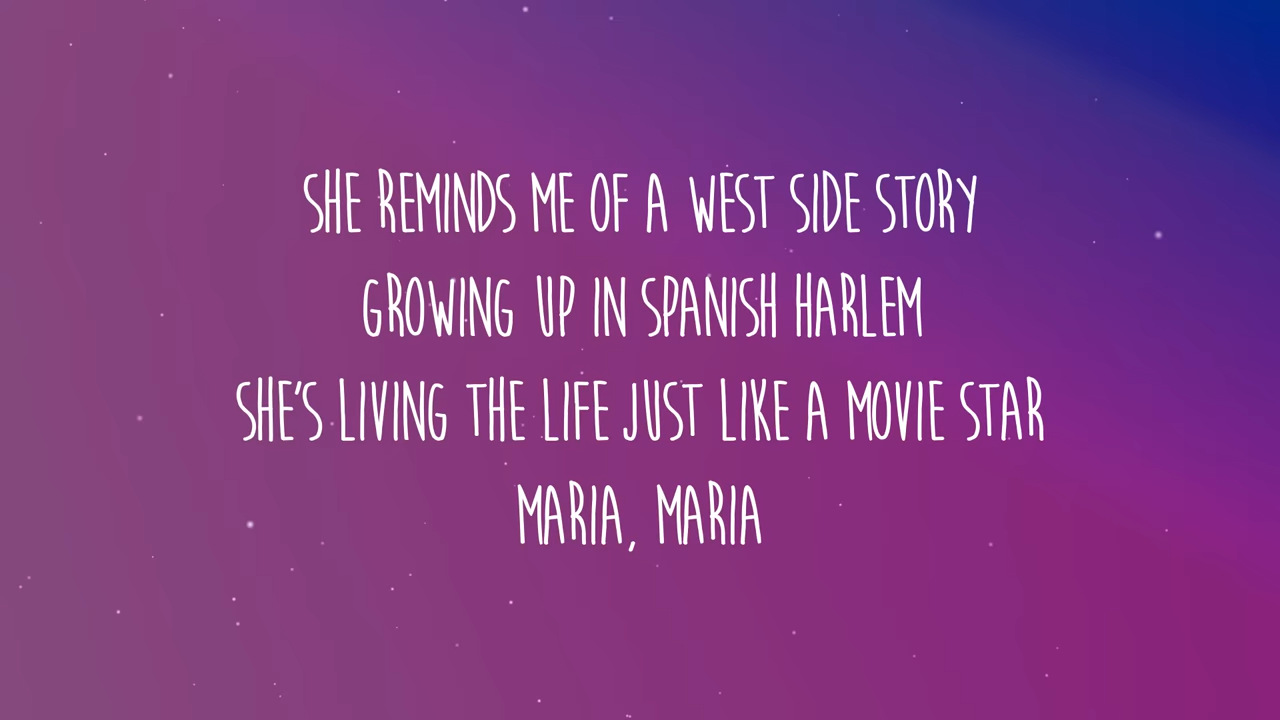 SHE REMINDS ME OF A WEST SIDE STORY
GROWING UP IN SPANISH HARLEM
SHE'S LIVING THE LIFE JUST LIKE A MOVIE STAR
MARIA, MARIA